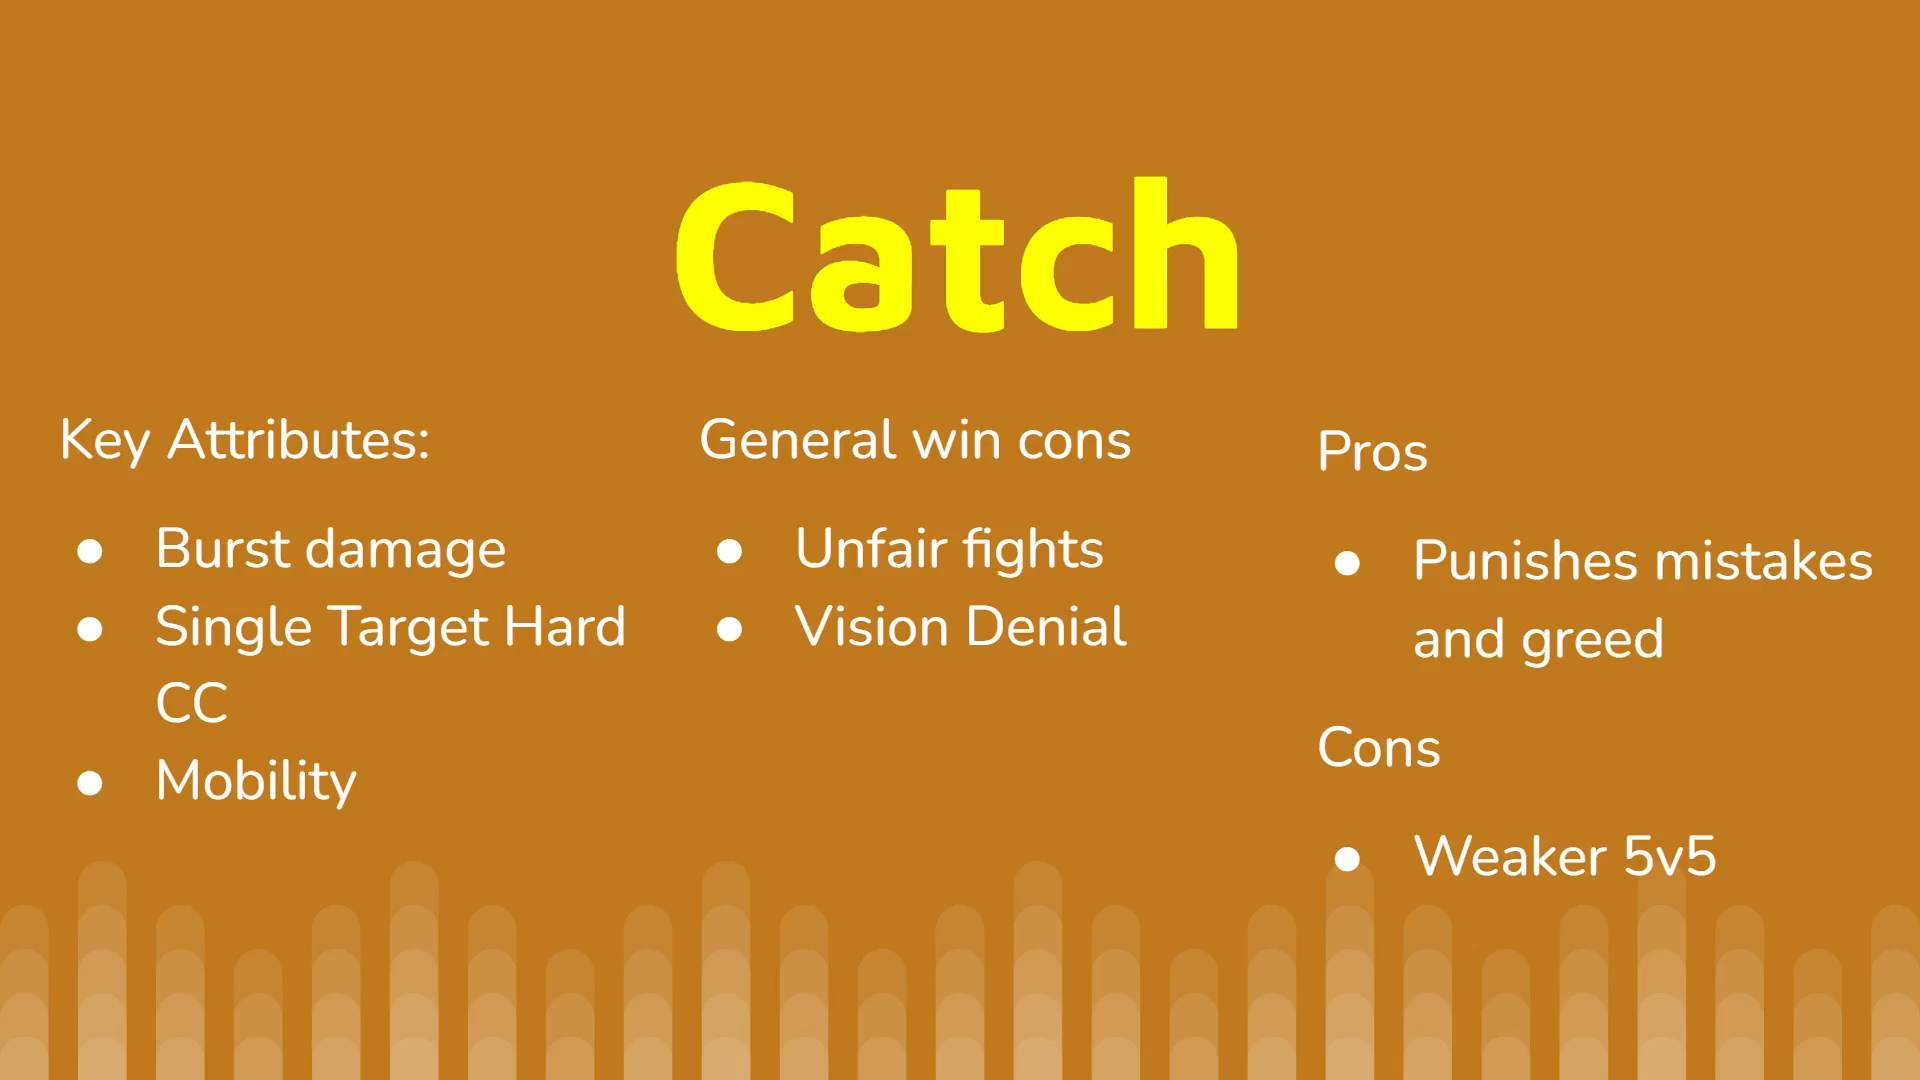 Catch
Key Attributes:
● Burst damage
● Single Target Hard
CC
● Mobility
General win cons
● Unfair fights
● Vision Denial
Pros
● Punishes mistakes
and greed
Cons
● Weaker 5v5